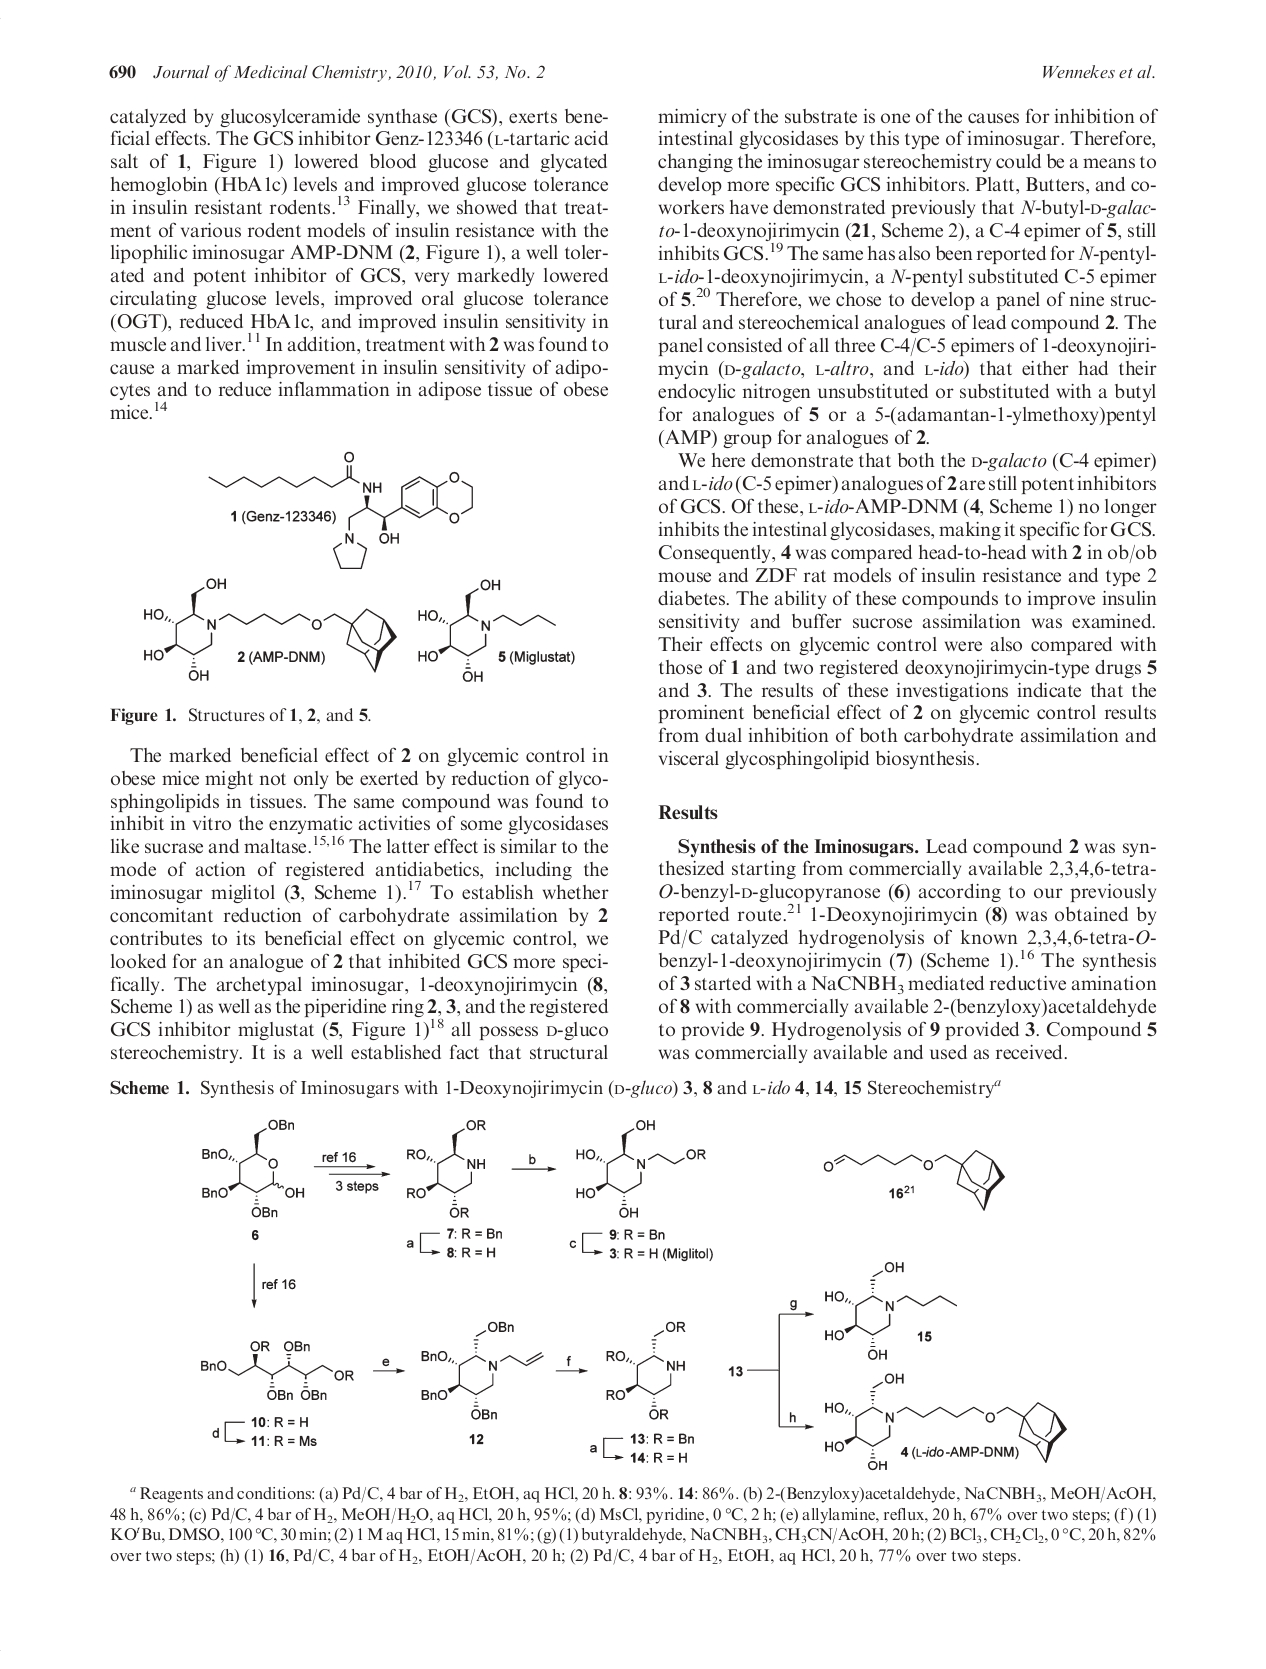 690 Journal of Medicinal Chemistry, 2010, Vol. 53, No. 2
Wennekes et al.
catalyzed by glucosylceramide synthase (GCS), exerts bene-
ficial effects. The GCS inhibitor Genz-123346 (L-tartaric acid
salt of 1, Figure 1) lowered blood glucose and glycated
hemoglobin (HbA1c) levels and improved glucose tolerance
in insulin resistant rodents.13 Finally, we showed that treat-
ment of various rodent models of insulin resistance with the
lipophilic iminosugar AMP-DNM (2, Figure 1), a well toler-
ated and potent inhibitor of GCS, very markedly lowered
circulating glucose levels, improved oral glucose tolerance
(OGT), reduced HbA1c, and improved insulin sensitivity in
muscle and liver.11 In addition, treatment with 2 was found to
cause a marked improvement in insulin sensitivity of adipo-
cytes and to reduce inflammation in adipose tissue of obese
mice.14
O
NH
O
O
1 (Genz-123346)
N
OH
OH
HO
N
O
HO
2 (AMP-DNM)
OH
OH
HO
N
HO
5 (Miglustat)
OH
Figure 1. Structures of 1, 2, and 5.
The marked beneficial effect of 2 on glycemic control in
obese mice might not only be exerted by reduction of glyco-
sphingolipids in tissues. The same compound was found to
inhibit in vitro the enzymatic activities of some glycosidases
like sucrase and maltase.15,16 The latter effect is similar to the
mode of action of registered antidiabetics, including the
iminosugar miglitol (3, Scheme 1).17 To establish whether
concomitant reduction of carbohydrate assimilation by 2
contributes to its beneficial effect on glycemic control, we
looked for an analogue of 2 that inhibited GCS more speci-
fically. The archetypal iminosugar, 1-deoxynojirimycin (8,
Scheme 1) as well as the piperidine ring 2, 3, and the registered
GCS inhibitor miglustat (5, Figure 1)18 all possess D-gluco
stereochemistry. It is a well established fact that structural
mimicry of the substrate is one of the causes for inhibition of
intestinal glycosidases by this type of iminosugar. Therefore,
changing the iminosugar stereochemistry could be a means to
develop more specific GCS inhibitors. Platt, Butters, and co-
workers have demonstrated previously that N-butyl-D-galac-
to-1-deoxynojirimycin (21, Scheme 2), a C-4 epimer of 5, still
inhibits GCS.19 The same has also been reported for N-pentyl-
L-ido-1-deoxynojirimycin, a N-pentyl substituted C-5 epimer
of 5.20 Therefore, we chose to develop a panel of nine struc-
tural and stereochemical analogues of lead compound 2. The
panel consisted of all three C-4/C-5 epimers of 1-deoxynojiri-
mycin (D-galacto, L-altro, and L-ido) that either had their
endocylic nitrogen unsubstituted or substituted with a butyl
for analogues of 5 or a 5-(adamantan-1-ylmethoxy)pentyl
(AMP) group for analogues of 2.
We here demonstrate that both the D-galacto (C-4 epimer)
and L-ido (C-5 epimer) analogues of 2 are still potent inhibitors
of GCS. Of these, L-ido-AMP-DNM (4, Scheme 1) no longer
inhibits the intestinal glycosidases, making it specific for GCS.
Consequently, 4 was compared head-to-head with 2 in ob/ob
mouse and ZDF rat models of insulin resistance and type 2
diabetes. The ability of these compounds to improve insulin
sensitivity and buffer sucrose assimilation was examined.
Their effects on glycemic control were also compared with
those of 1 and two registered deoxynojirimycin-type drugs 5
and 3. The results of these investigations indicate that the
prominent beneficial effect of 2 on glycemic control results
from dual inhibition of both carbohydrate assimilation and
visceral glycosphingolipid biosynthesis.
Results
Synthesis of the Iminosugars. Lead compound 2 was syn-
thesized starting from commercially available 2,3,4,6-tetra-
O-benzyl-D-glucopyranose (6) according to our previously
reported route.21 1-Deoxynojirimycin (8) was obtained by
Pd/C catalyzed hydrogenolysis of known 2,3,4,6-tetra-O-
benzyl-1-deoxynojirimycin (7) (Scheme 1).16 The synthesis
of 3 started with a NaCNBH3 mediated reductive amination
of 8 with commercially available 2-(benzyloxy)acetaldehyde
to provide 9. Hydrogenolysis of 9 provided 3. Compound 5
was commercially available and used as received.
Scheme 1. Synthesis of Iminosugars with 1-Deoxynojirimycin (D-gluco) 3, 8 and L-ido 4, 14, 15 Stereochemistrya
OBn
BnO
O
BnO
OH
OBn
6
ref 16
3 steps
OR
RO
NH
RO
OR
7: R = Bn
a
8: R = H
b
OH
HO
N
OR
HO
OH
9: R = Bn
c
3: R = H (Miglitol)
O
O
1621
ref 16
OR OBn
BnO
OR
OBn OBn
10: R = H
d
11: R = Ms
e
OBn
BnO
N
BnO
OBn
12
f
OR
RO
NH
RO
OR
13: R = Bn
a
14: R = H
13
g
OH
HO
N
HO
15
OH
h
OH
HO
N
O
HO
4 (L-ido-AMP-DNM)
OH
a Reagents and conditions: (a) Pd/C, 4 bar of H2, EtOH, aq HCl, 20 h. 8: 93%. 14: 86%. (b) 2-(Benzyloxy)acetaldehyde, NaCNBH3, MeOH/AcOH,
48 h, 86%; (c) Pd/C, 4 bar of H2, MeOH/H2O, aq HCl, 20 h, 95%; (d) MsCl, pyridine, 0 °C, 2 h; (e) allylamine, reflux, 20 h, 67% over two steps; (f) (1)
KOtBu, DMSO, 100 °C, 30 min; (2) 1 M aq HCl, 15 min, 81%; (g) (1) butyraldehyde, NaCNBH3, CH3CN/AcOH, 20 h; (2) BCl3, CH2Cl2, 0 °C, 20 h, 82%
over two steps; (h) (1) 16, Pd/C, 4 bar of H2, EtOH/AcOH, 20 h; (2) Pd/C, 4 bar of H2, EtOH, aq HCl, 20 h, 77% over two steps.